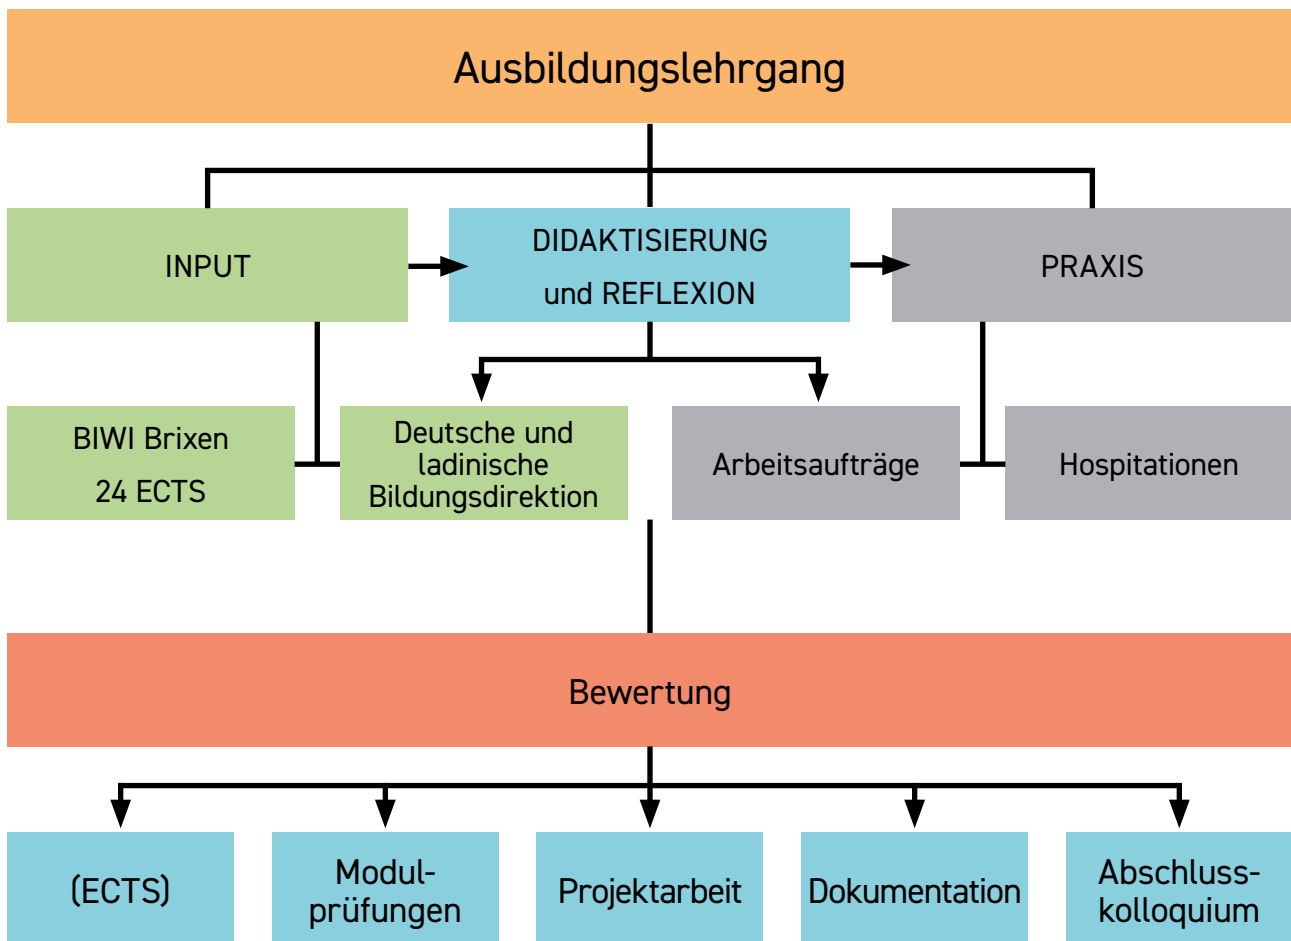 Ausbildungslehrgang
INPUT
DIDAKTISIERUNG
und REFLEXION
PRAXIS
BIWI Brixen
24 ECTS
Deutsche und
ladinische
Bildungsdirektion
Arbeitsaufträge
Hospitationen
Bewertung
(ECTS)
Modul-
prüfungen
Projektarbeit
Dokumentation
Abschluss-
kolloquium